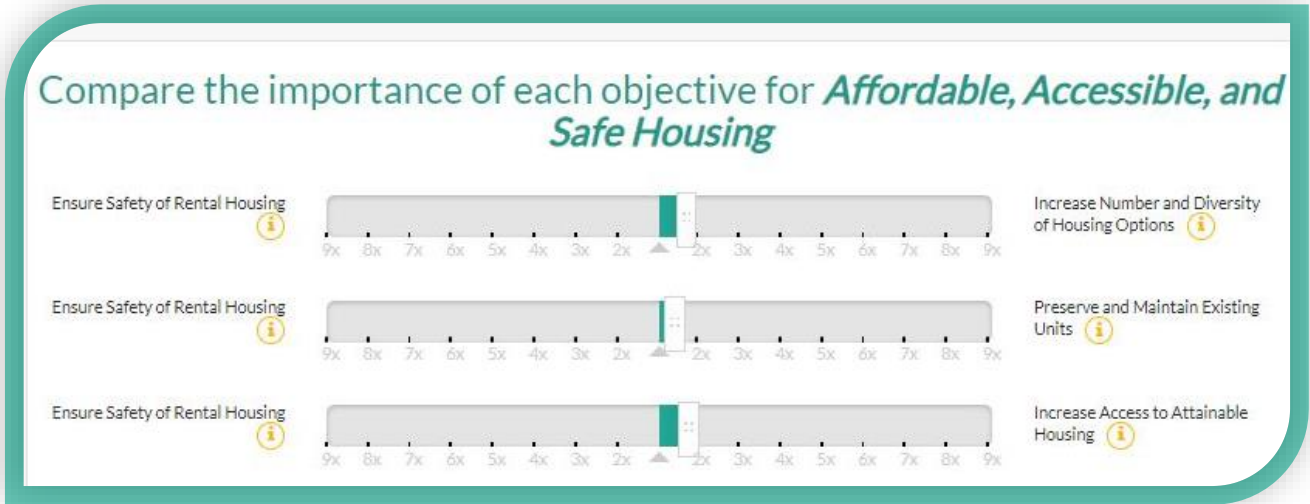 Compare the importance of each objective for Affordable, Accessible, and
Safe Housing
Ensure Safety of Rental Housing
i
9x 8x 7x 6x 5x 4x 3x 2x 2x 3x 4x 5x 6x 7x 8x 9x
Increase Number and Diversity
of Housing Options i
Ensure Safety of Rental Housing
i
9x 8x 7x 6x 5x 4x 3x 2x 2x 3x 4x 5x 6x 7x 8x 9x
Preserve and Maintain Existing
Units i
Ensure Safety of Rental Housing
i
9x 8x 7x 6x 5x 4x 3x 2x 2x 3x 4x 5x 6x 7x 8x 9x
Increase Access to Attainable
Housing i